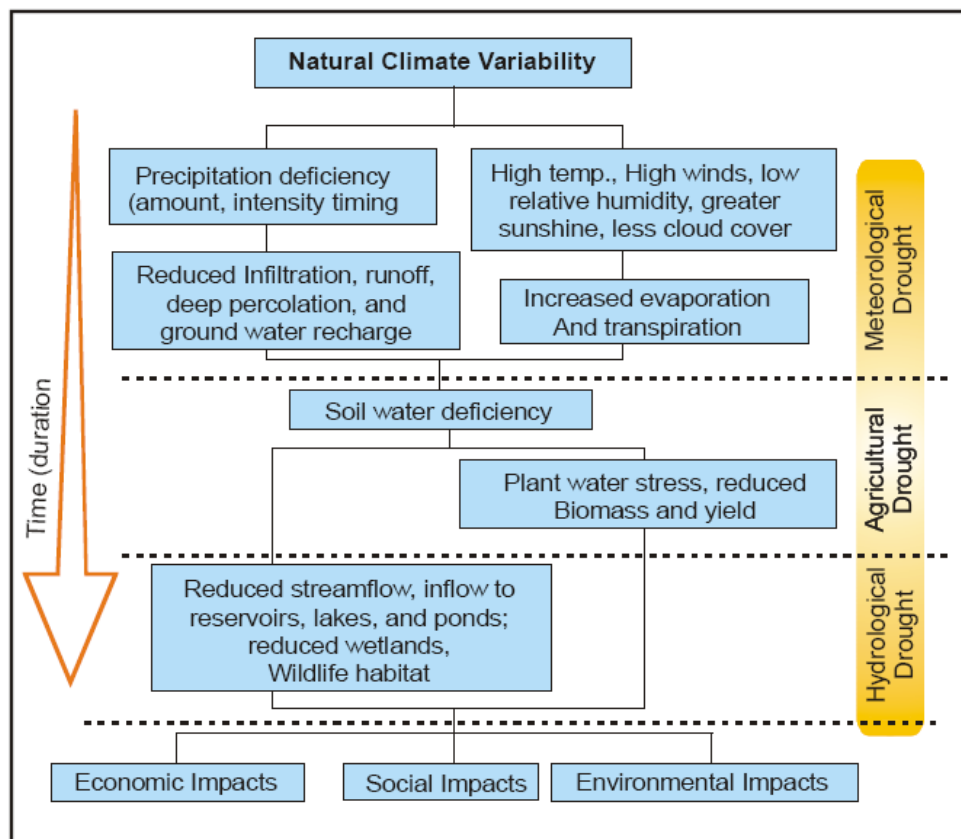 Natural Climate Variability
Precipitation deficiency
(amount, intensity timing
High temp., High winds, low
relative humidity, greater
sunshine, less cloud cover
Reduced Infiltration, runoff,
deep percolation, and
ground water recharge
Increased evaporation
And transpiration
Meteorological
Drought
Soil water deficiency
Plant water stress, reduced
Biomass and yield
Agricultural
Drought
Time (duration
Reduced streamflow, inflow to
reservoirs, lakes, and ponds;
reduced wetlands,
Wildlife habitat
Hydrological
Drought
Economic Impacts
Social Impacts
Environmental Impacts